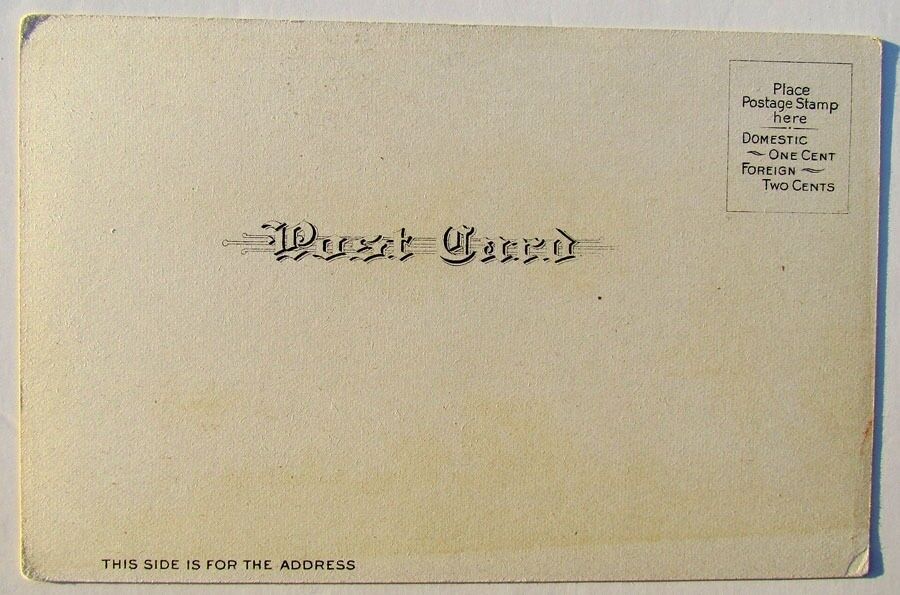 Place
Postage Stamp
here
DOMESTIC
ONE CENT
FOREIGN
TWO CENTS
Post Card
THIS SIDE IS FOR THE ADDRESS